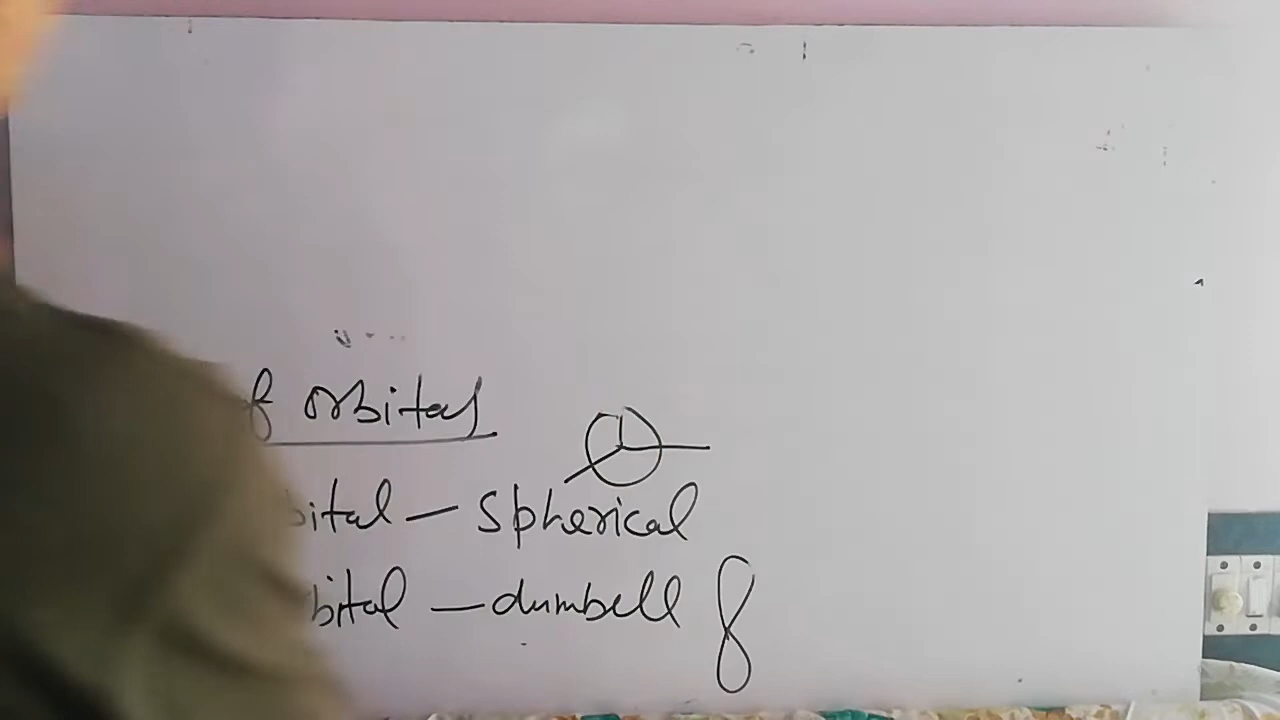 f orbital
bital – Spherical
bital – dumbell